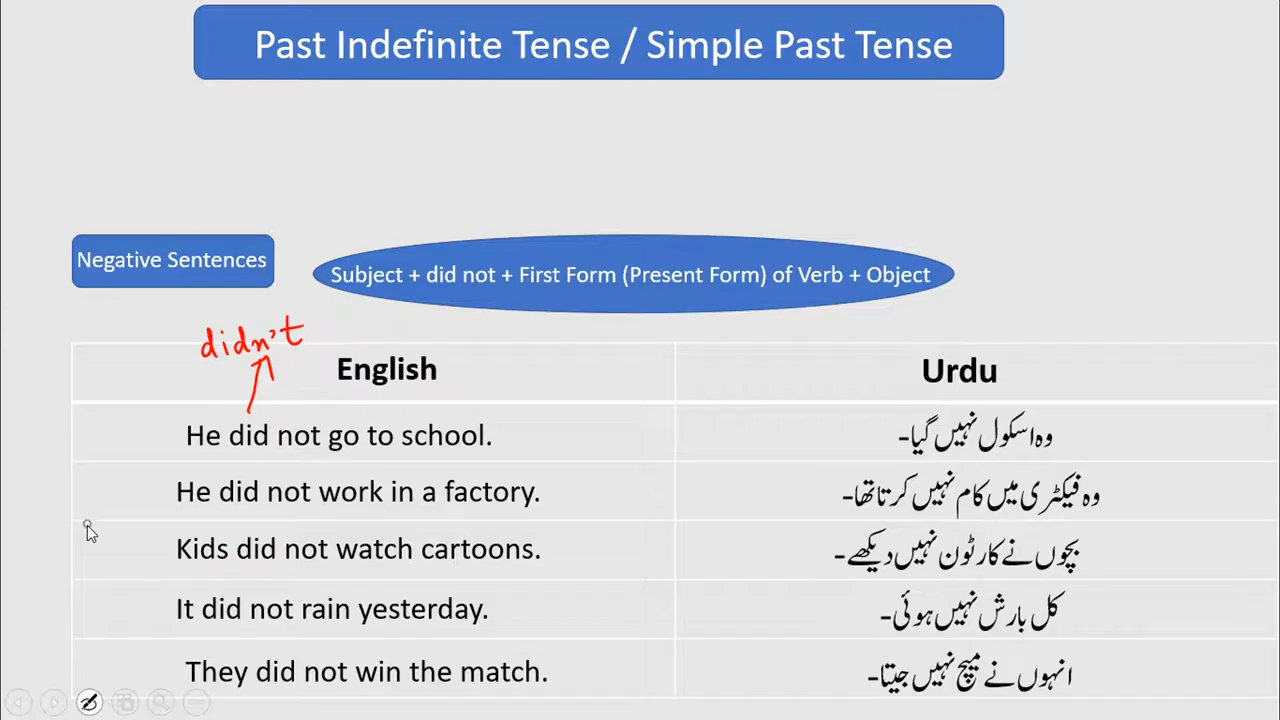 Past Indefinite Tense / Simple Past Tense
Negative Sentences
Subject + did not + First Form (Present Form) of Verb + Object
didn't
English
Urdu
He did not go to school.
وہ اسکول نہیں گیا-
He did not work in a factory.
وہ فیکٹری میں کام نہیں کرتا تھا-
Kids did not watch cartoons.
بچوں نے کارٹون نہیں دیکھے-
It did not rain yesterday.
کل بارش نہیں ہوئی-
They did not win the match.
انہوں نے میچ نہیں جیتا-